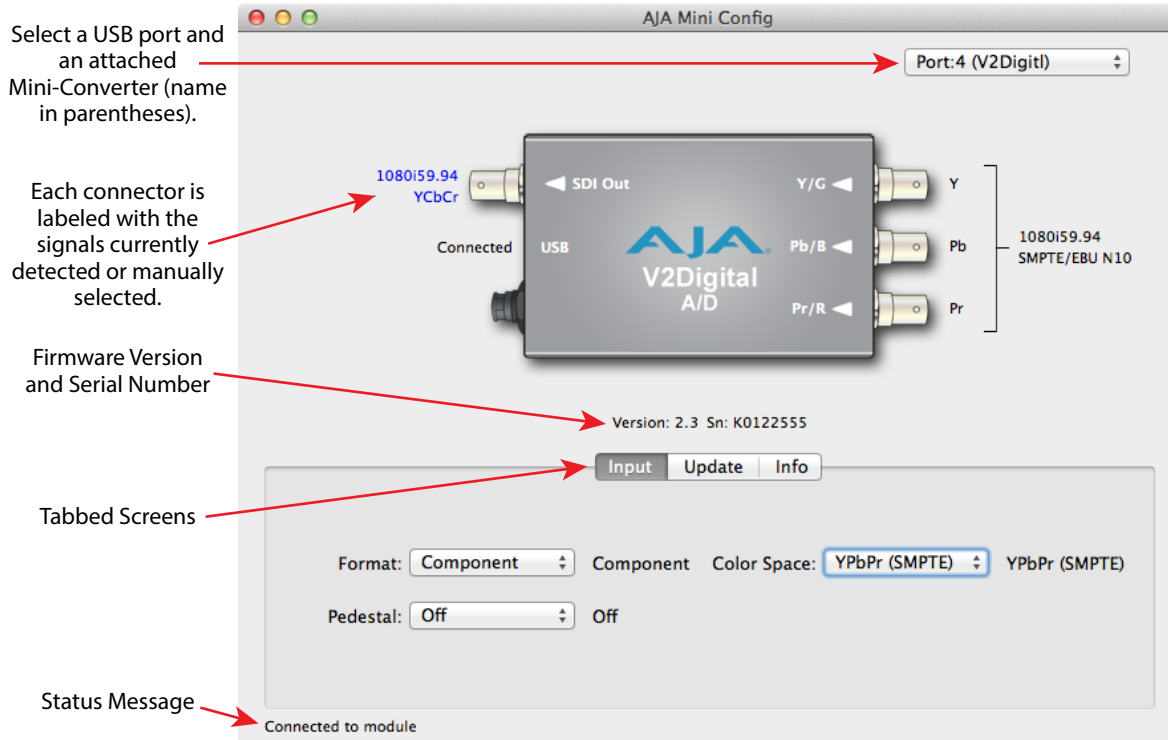 AJA Mini Config
Select a USB port and
an attached
Mini-Converter (name
in parentheses).
Port:4 (V2Digitl)
Each connector is
labeled with the
signals currently
detected or manually
selected.
1080i59.94
YCbCr
SDI Out
Y/G
Y
Connected
USB
AJA
Pb/B
Pb
1080i59.94
SMPTE/EBU N10
V2Digital
A/D
Pr/R
Pr
Firmware Version
and Serial Number
Version: 2.3 Sn: K0122555
Input
Update
Info
Tabbed Screens
Format: Component Component Color Space: YPbPr (SMPTE) YPbPr (SMPTE)
Pedestal: Off Off
Status Message
Connected to module